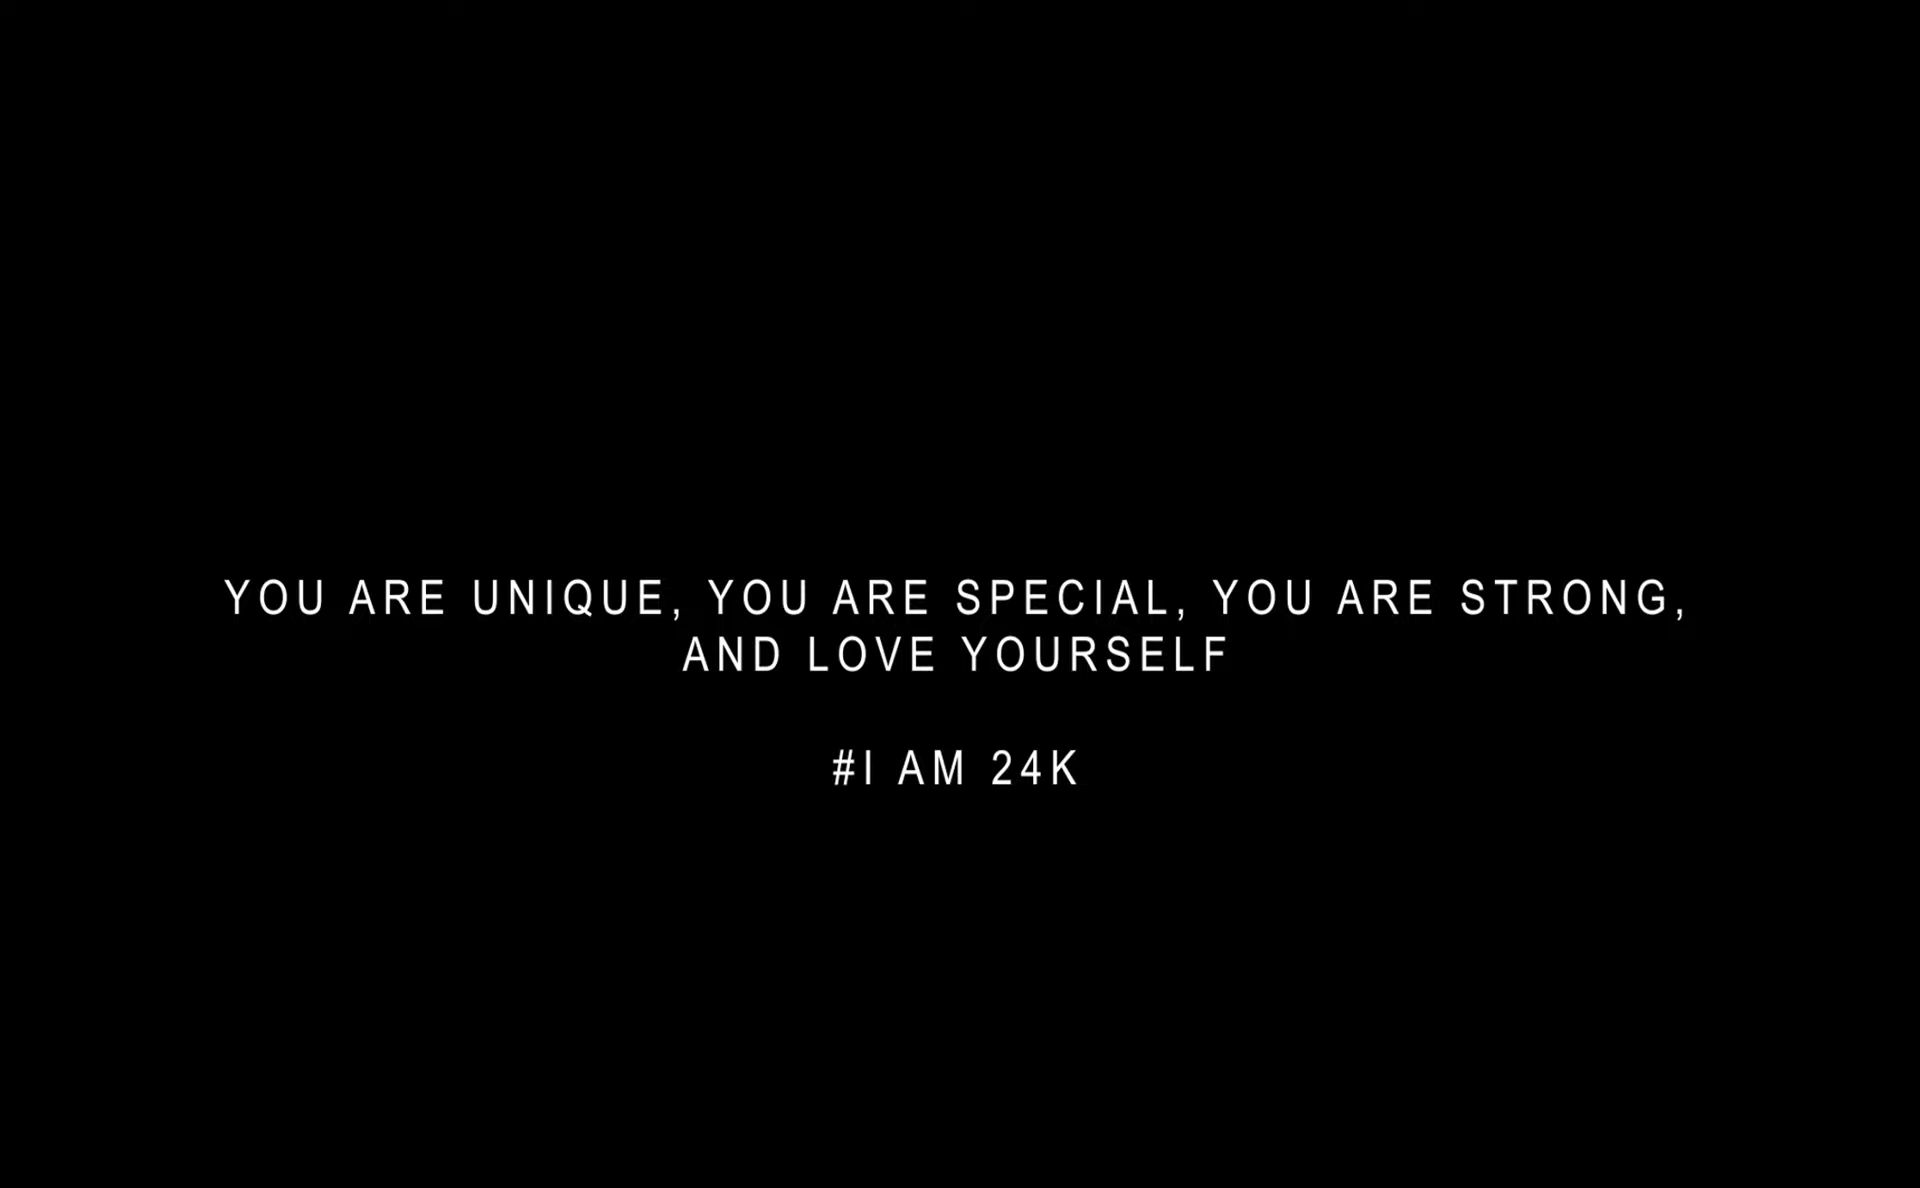 YOU ARE UNIQUE, YOU ARE SPECIAL, YOU ARE STRONG,
AND LOVE YOURSELF
#I AM 24K